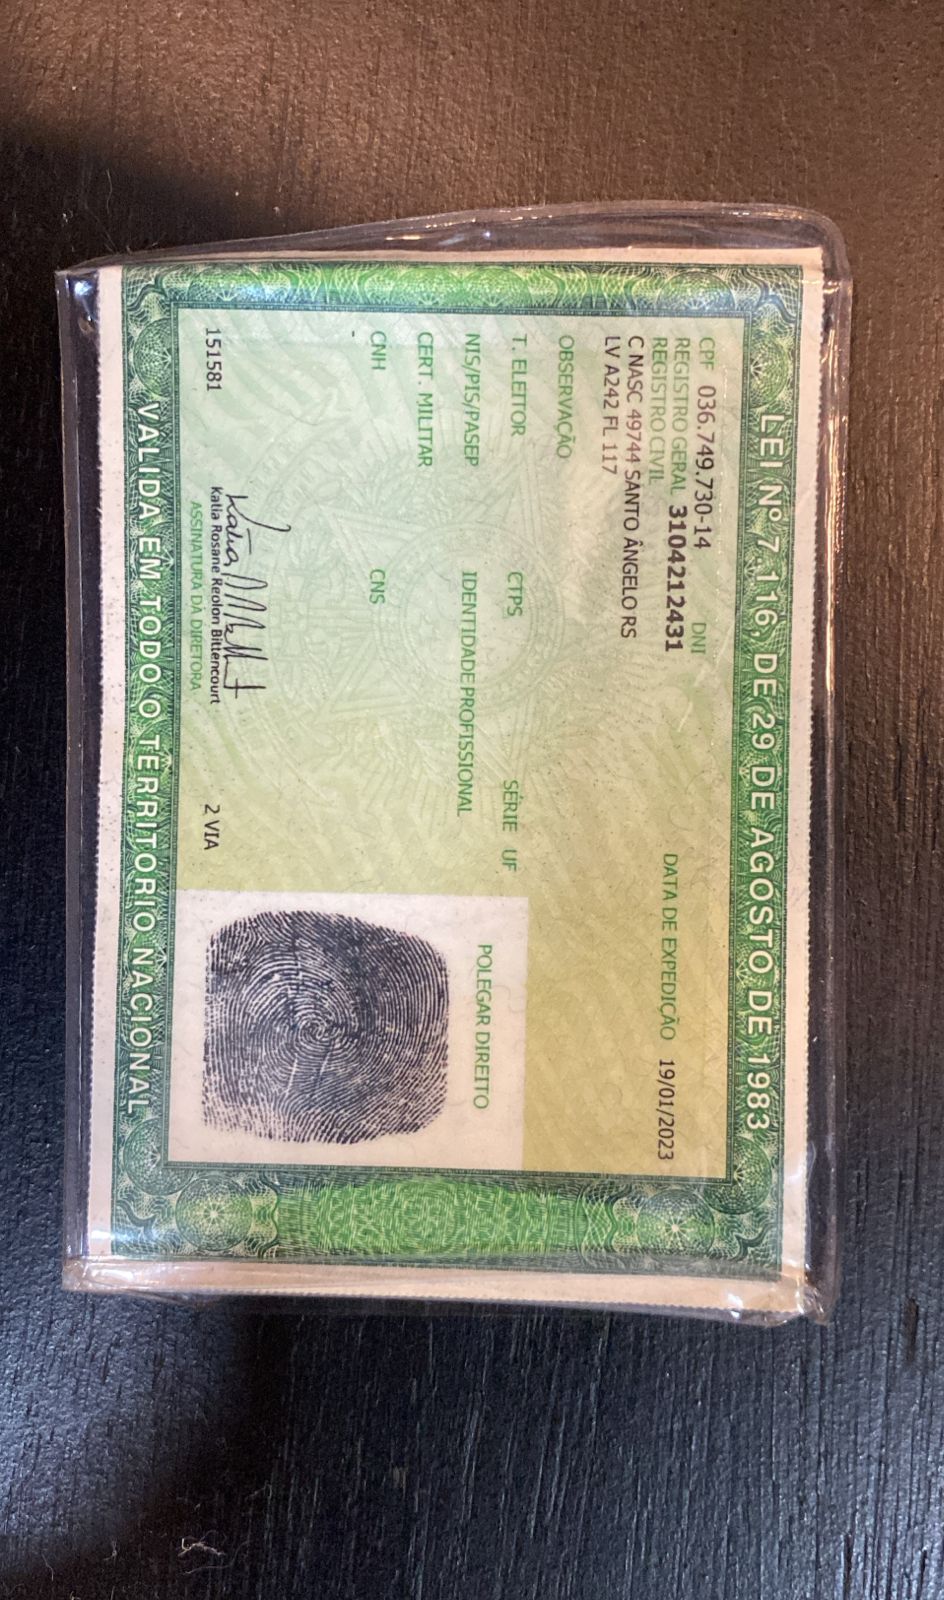 LEI Nº 7.116, DE 29 DE AGOSTO DE 1983
CPF 036.749.730-14 DNI
REGISTRO GERAL 3104212431 DATA DE EXPEDIÇÃO 19/01/2023
REGISTRO CIVIL
C NASC 49744 SANTO ÂNGELO RS
LV A242 FL 117
OBSERVAÇÃO
T. ELEITOR CTPS SÉRIE UF
NIS/PIS/PASEP IDENTIDADE PROFISSIONAL
CERT. MILITAR
CNH CNS
-
POLEGAR DIREITO
151581 Katia Rosane Reolon Bittencourt 2 VIA
ASSINATURA DA DIRETORA
VALIDA EM TODO O TERRITORIO NACIONAL